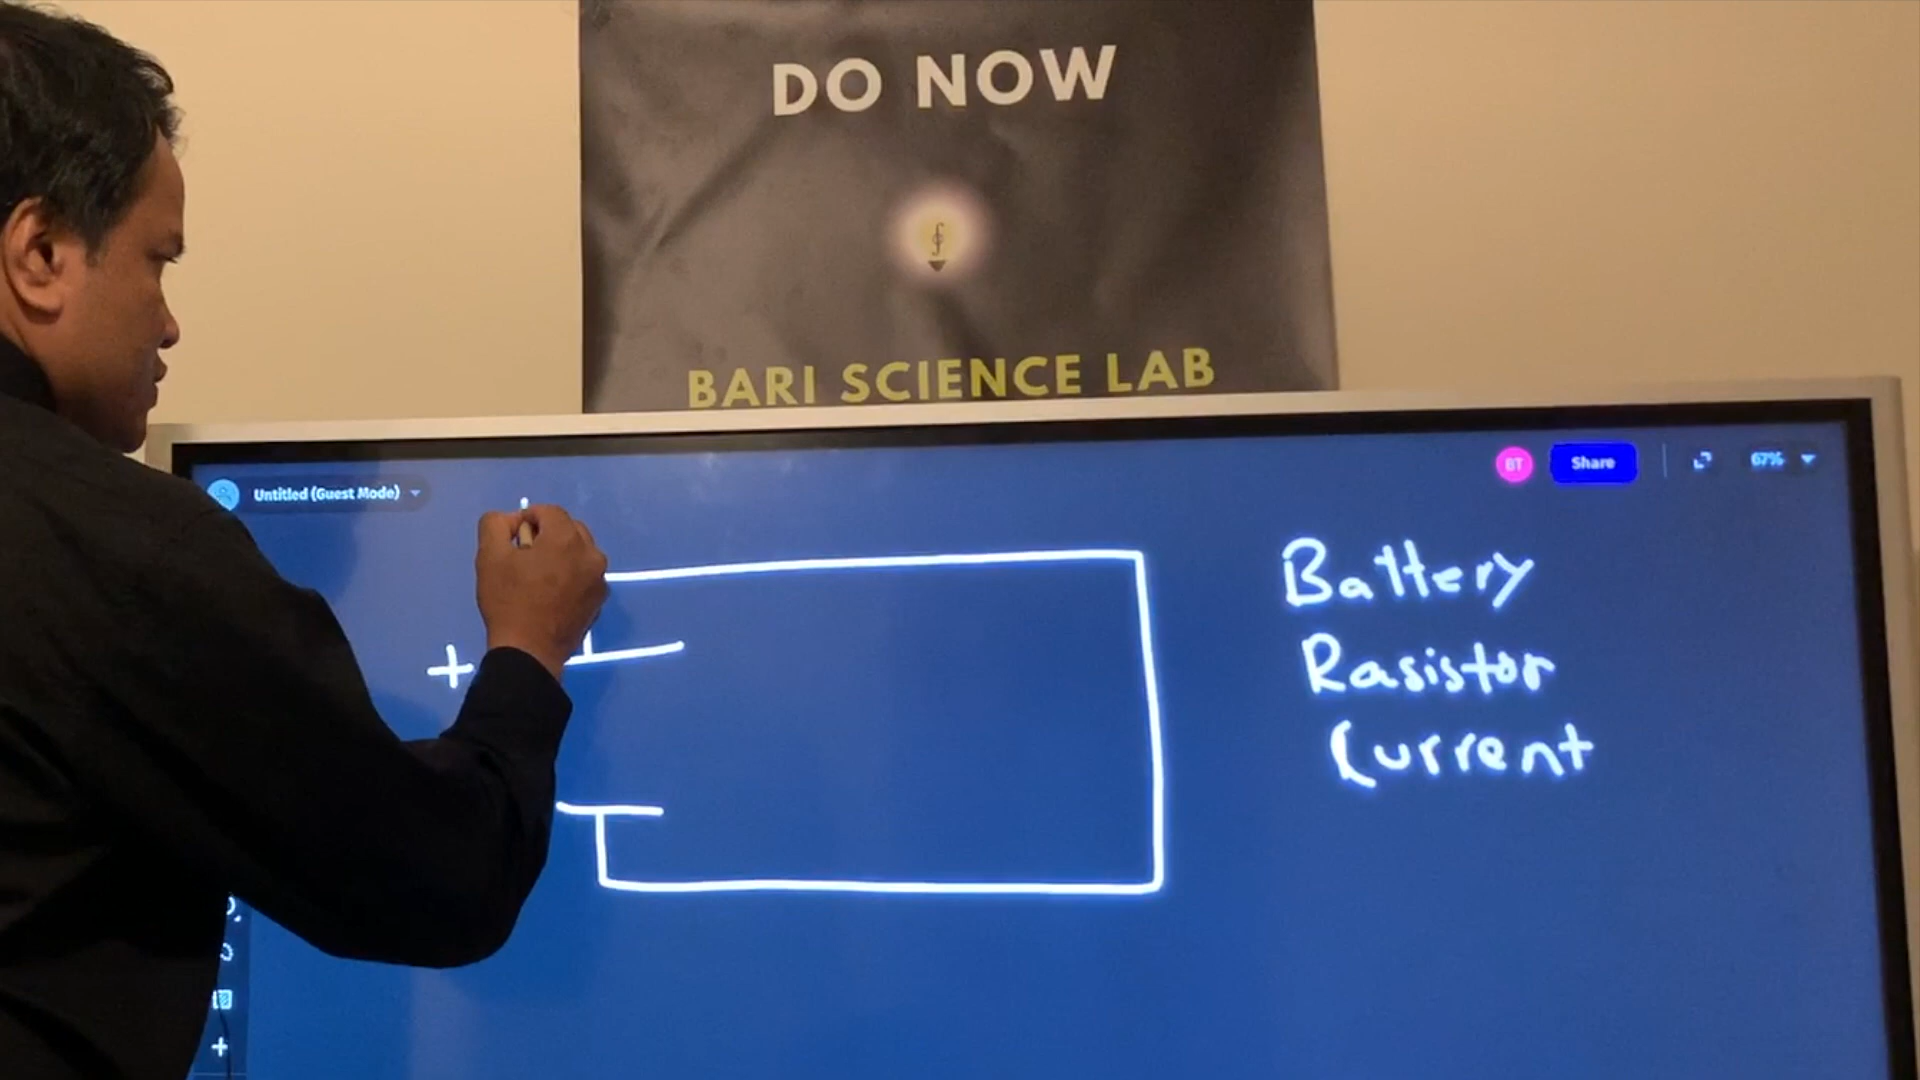 DO NOW
BARI SCIENCE LAB
Untitled (Guest Mode)
BT
Share
67%
+
Battery
Rasistor
Current